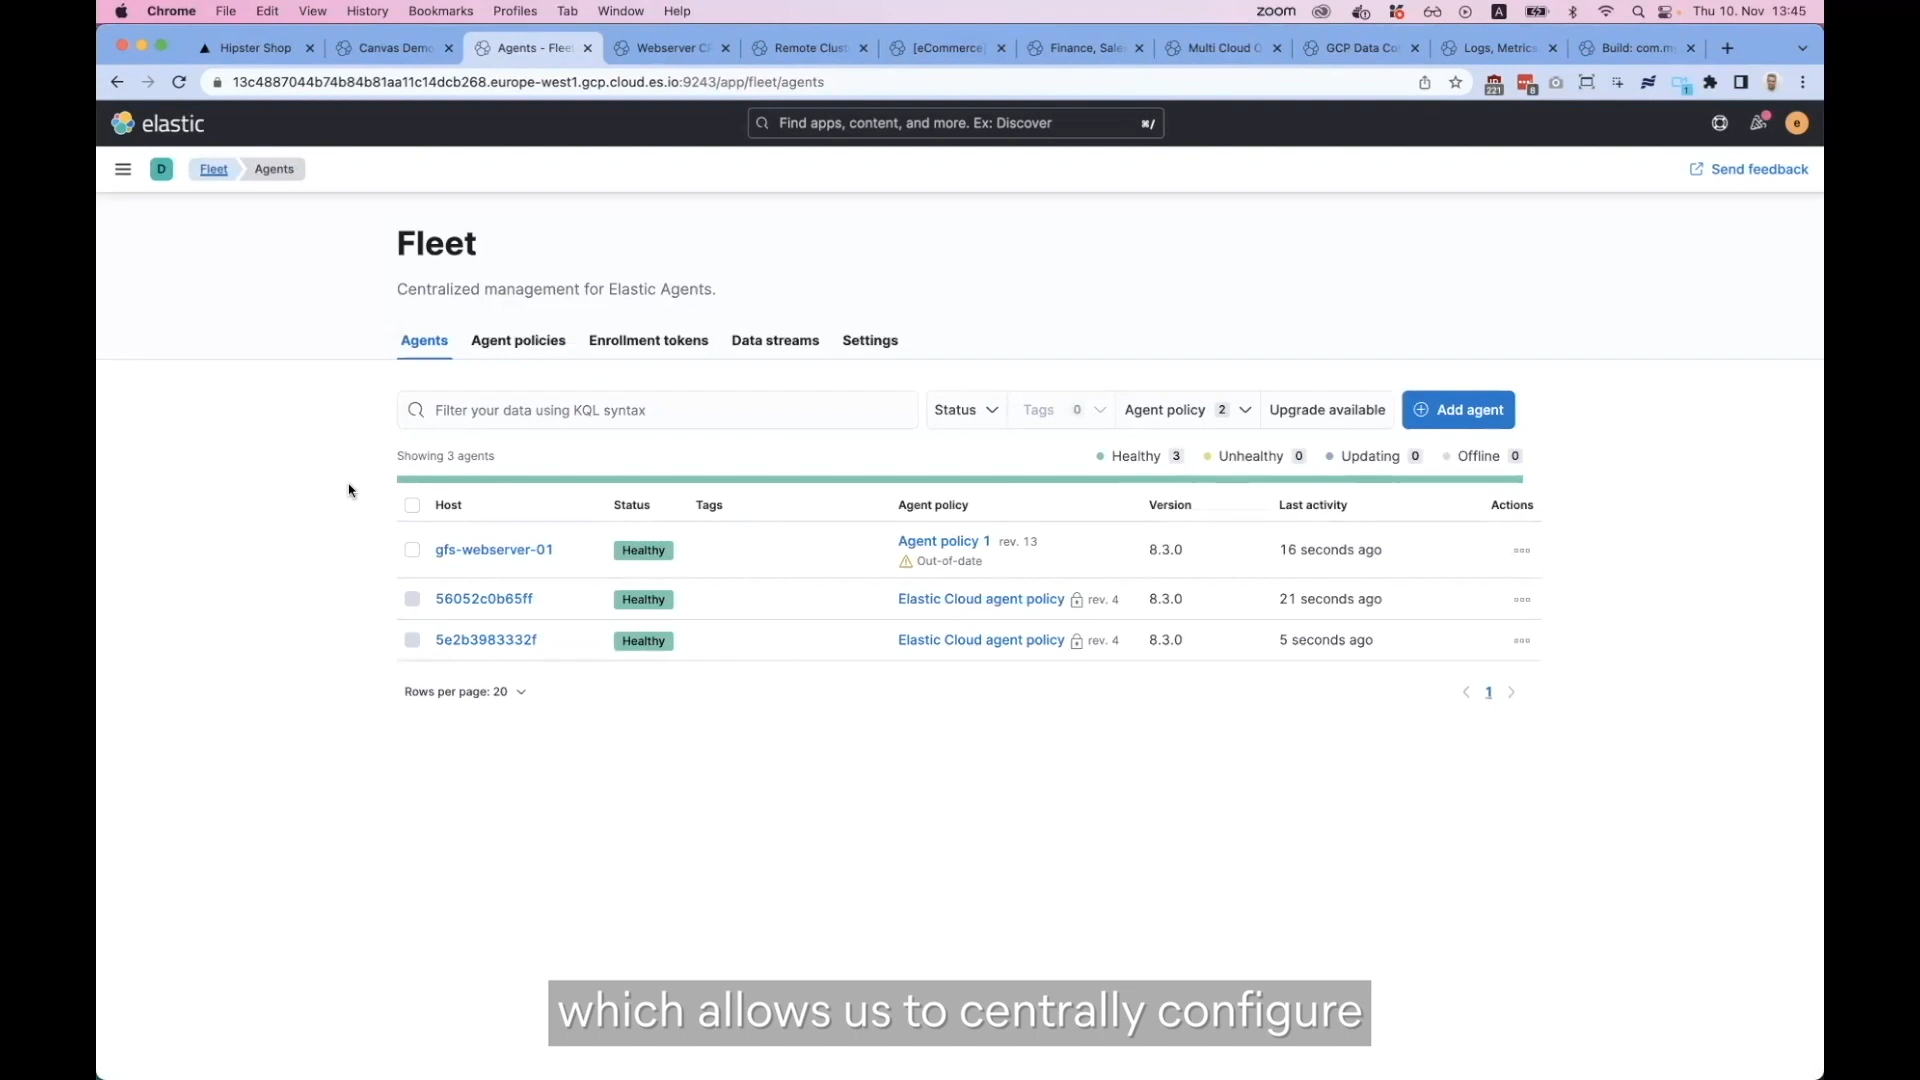 Chrome File Edit View History Bookmarks Profiles Tab Window Help zoom A Thu 10. Nov 13:45
Hipster Shop Canvas Demo Agents - Flee Webserver Remote Clust [eCommerce] Finance, Sale Multi Cloud GCP Data Co Logs, Metrics Build: com.m
13c4887044b74b84b81aa11c14dcb268.europe-west1.gcp.cloud.es.io:9243/app/fleet/agents 221 8 1
elastic Find apps, content, and more. Ex: Discover ⌘/ e
D Fleet Agents Send feedback
Fleet
Centralized management for Elastic Agents.
Agents Agent policies Enrollment tokens Data streams Settings
Filter your data using KQL syntax Status Tags 0 Agent policy 2 Upgrade available Add agent
Showing 3 agents Healthy 3 Unhealthy 0 Updating 0 Offline 0
Host Status Tags Agent policy Version Last activity Actions
gfs-webserver-01 Healthy Agent policy 1 rev. 13 8.3.0 16 seconds ago
Out-of-date
56052c0b65ff Healthy Elastic Cloud agent policy rev. 4 8.3.0 21 seconds ago
5e2b3983332f Healthy Elastic Cloud agent policy rev. 4 8.3.0 5 seconds ago
Rows per page: 20 1
which allows us to centrally configure